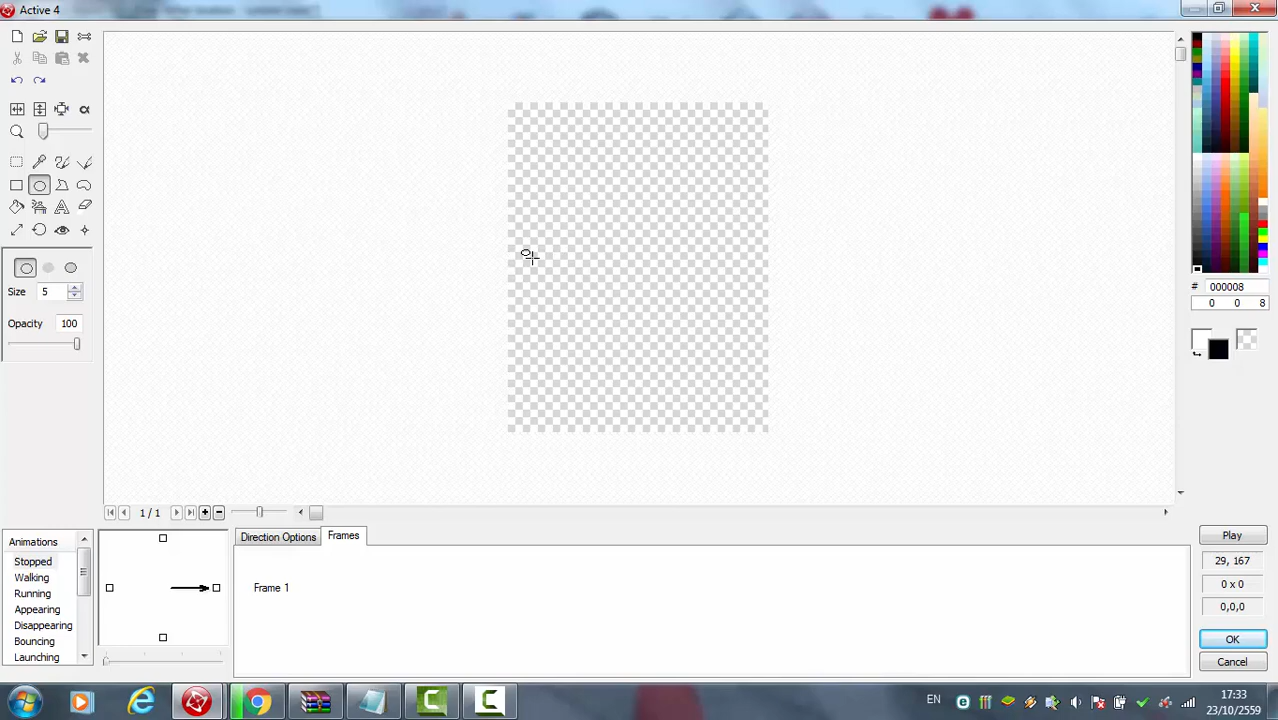 Active 4
Size 5
Opacity 100
# 000008
0 0 8
1 / 1
Animations
Stopped
Walking
Running
Appearing
Disappearing
Bouncing
Launching
Direction Options
Frames
Frame 1
Play
29, 167
0 x 0
0,0,0
OK
Cancel
EN
17:33
23/10/2559